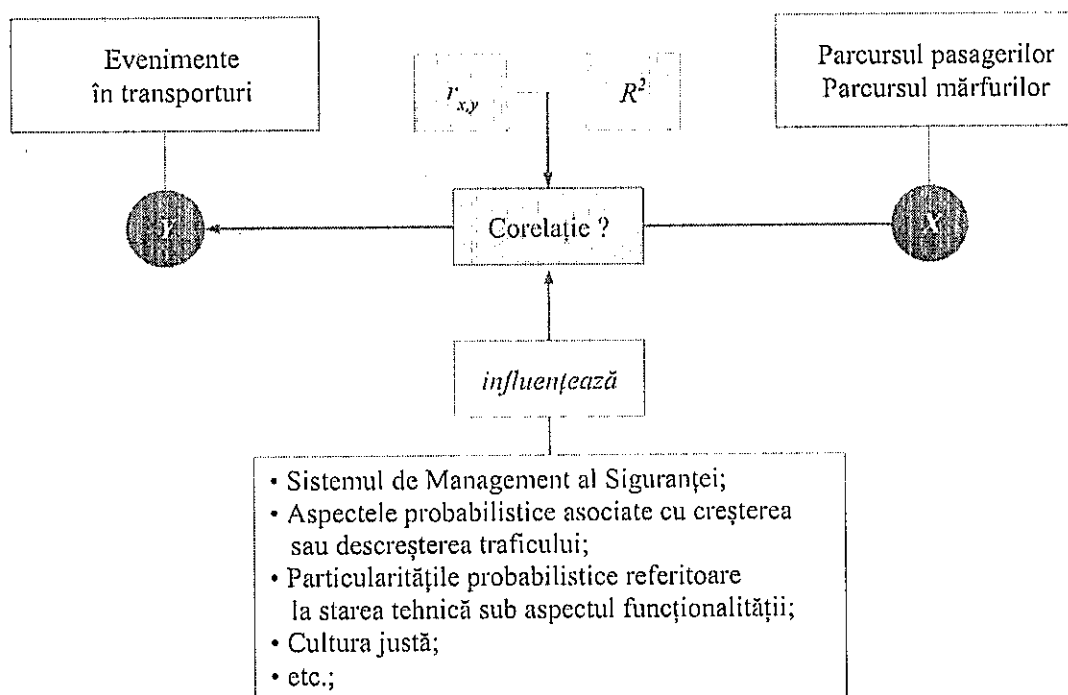 Evenimente
în transporturi
r x,y
R²
Parcursul pasagerilor
Parcursul mărfurilor
Y
Corelație ?
X
influențează
• Sistemul de Management al Siguranței;
• Aspectele probabilistice asociate cu creșterea
sau descreșterea traficului;
• Particularitățile probabilistice referitoare
la starea tehnică sub aspectul funcționalității;
• Cultura justă;
• etc.;